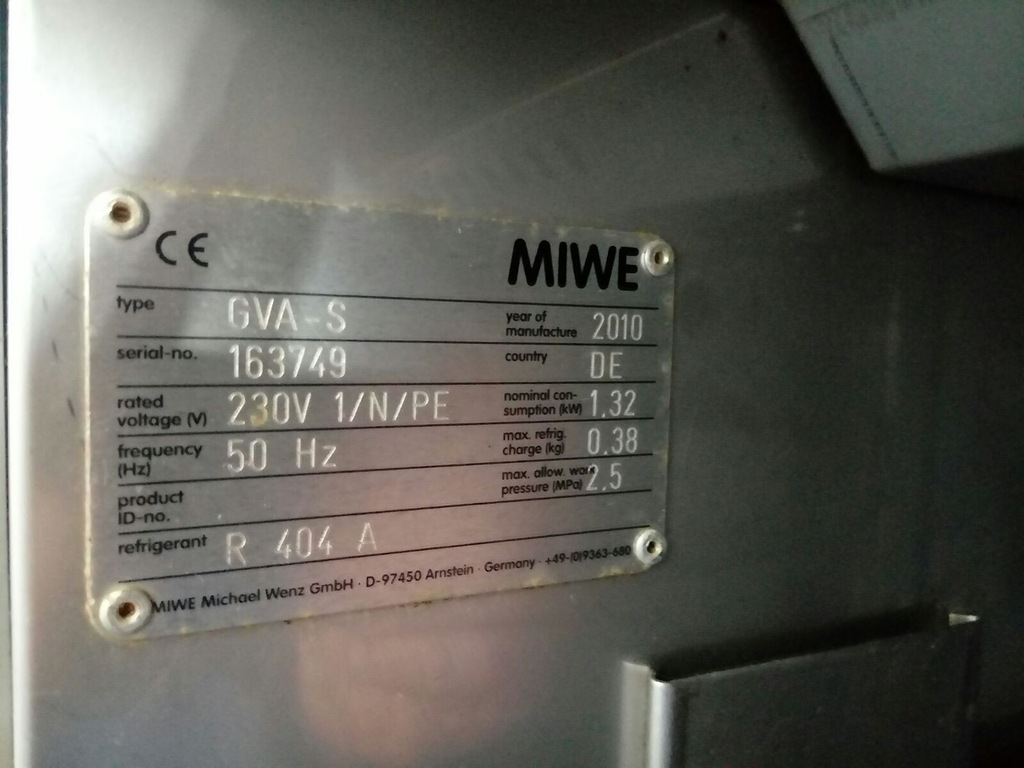 CE MIWE
type GVA-S year of manufacture 2010
serial-no. 163749 country DE
rated voltage (V) 230V 1/N/PE nominal con-sumption (kW) 1,32
frequency (Hz) 50 Hz max. refrig. charge (kg) 0,38
product ID-no. max. allow. work pressure (MPa) 2,5
refrigerant R 404 A
MIWE Michael Wenz GmbH · D-97450 Arnstein · Germany · +49-(0)9363-680